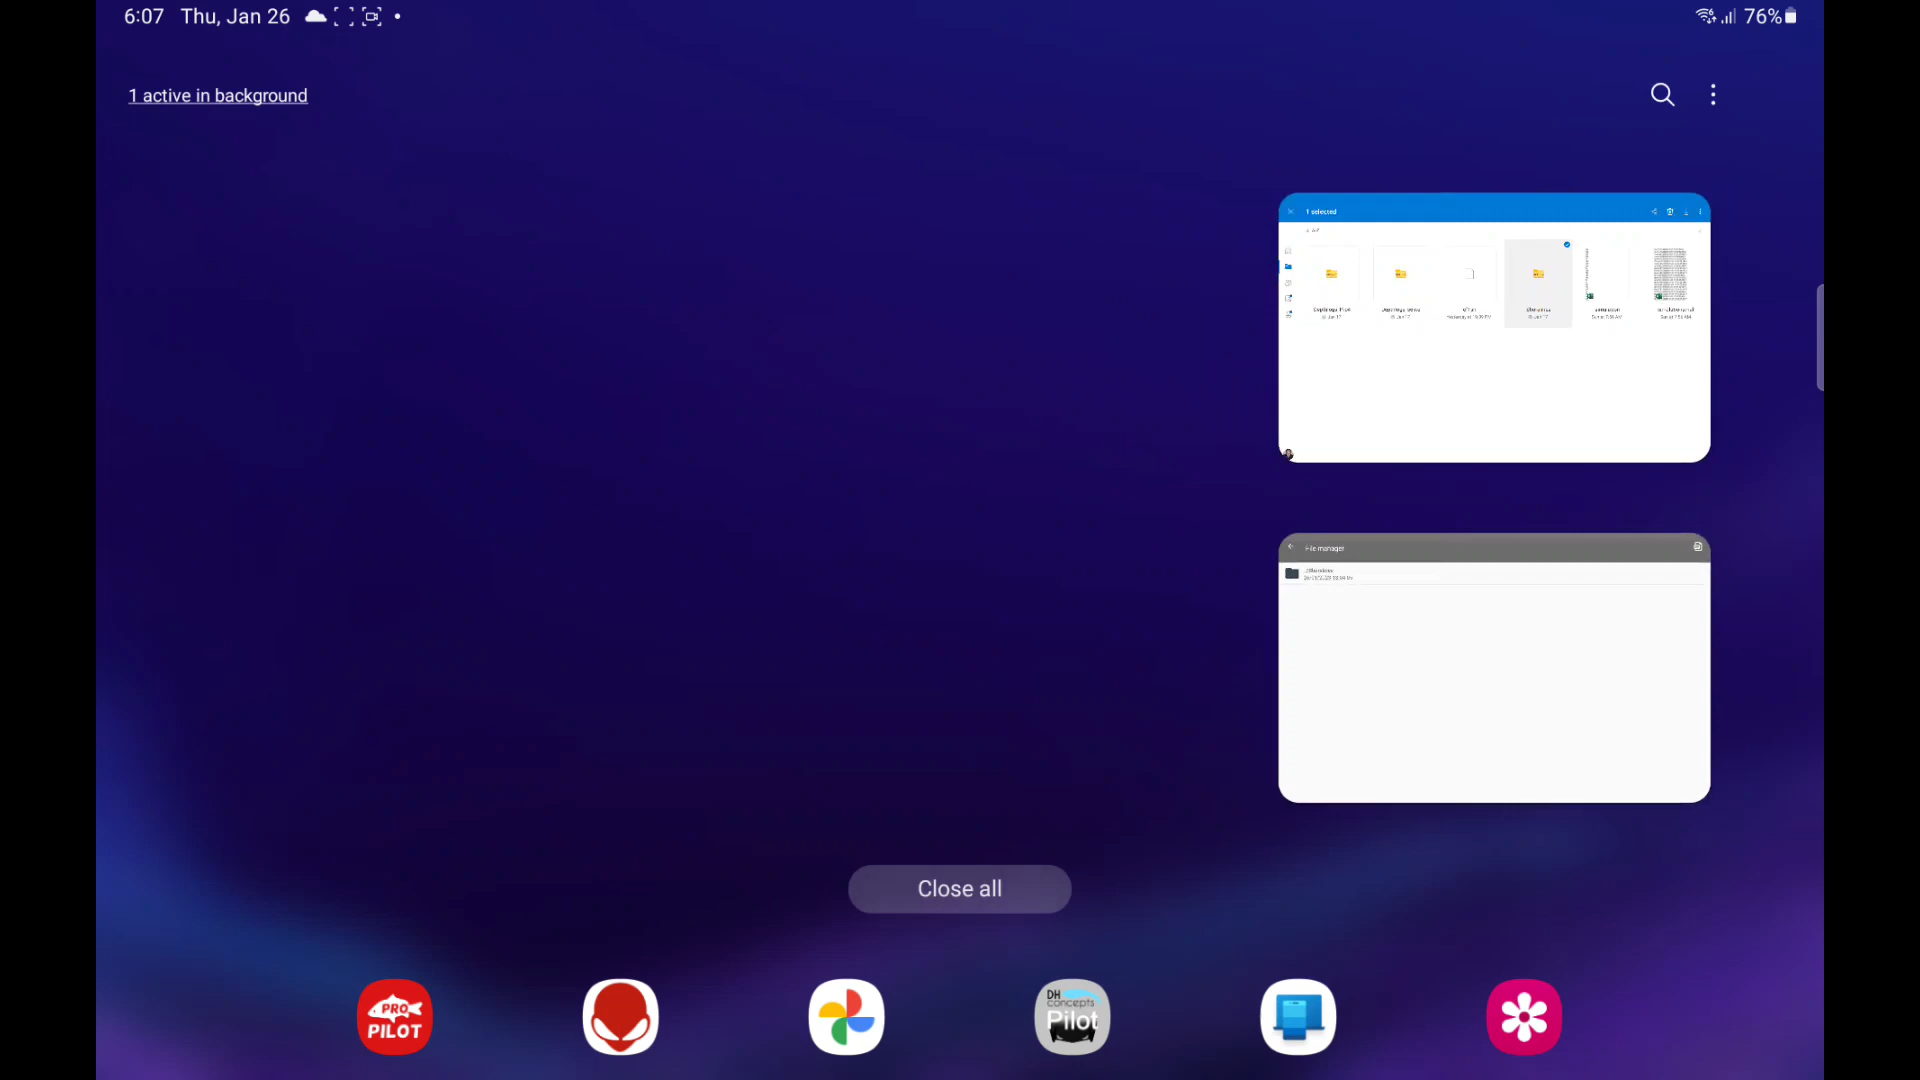 6:07 Thu, Jan 26
76%
1 active in background
1 selected
File manager
Close all
PRO
PILOT
DH
concepts
Pilot